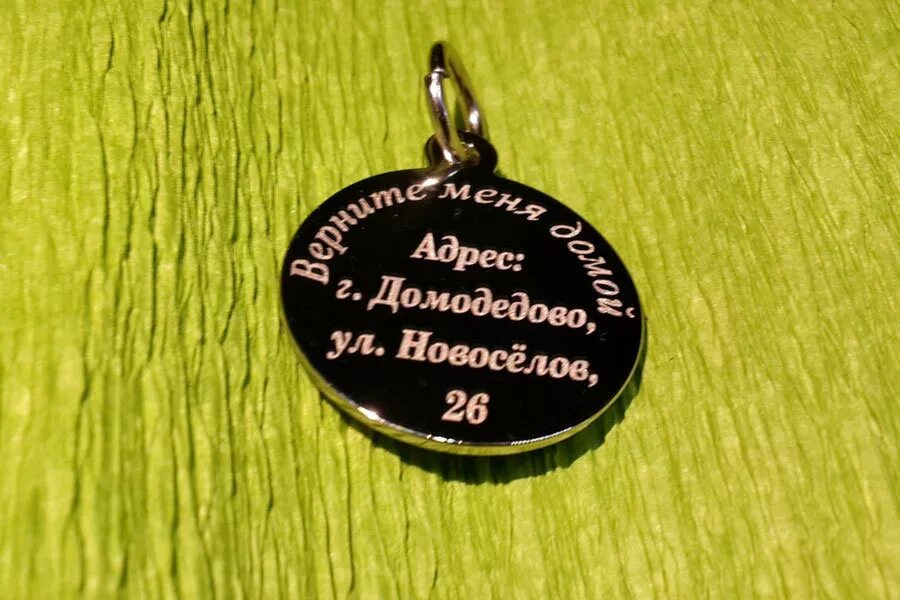 Верните меня домой
Адрес:
г. Домодедово,
ул. Новосёлов,
26